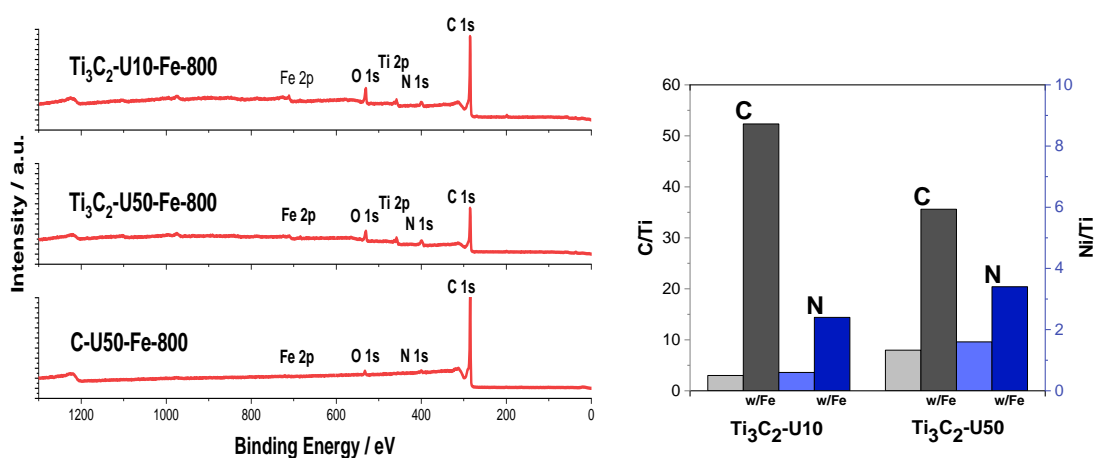 C 1s
Ti₃C₂-U10-Fe-800
Fe 2p
O 1s
Ti 2p
N 1s
C 1s
Ti₃C₂-U50-Fe-800
Fe 2p
O 1s
Ti 2p
N 1s
C 1s
C-U50-Fe-800
Fe 2p
O 1s
N 1s
Intensity / a.u.
1200 1000 800 600 400 200 0
Binding Energy / eV
60
50
40
30
20
10
0
C/Ti
C
N
C
N
10
8
6
4
2
0
Ni/Ti
w/Fe w/Fe w/Fe w/Fe
Ti₃C₂-U10 Ti₃C₂-U50